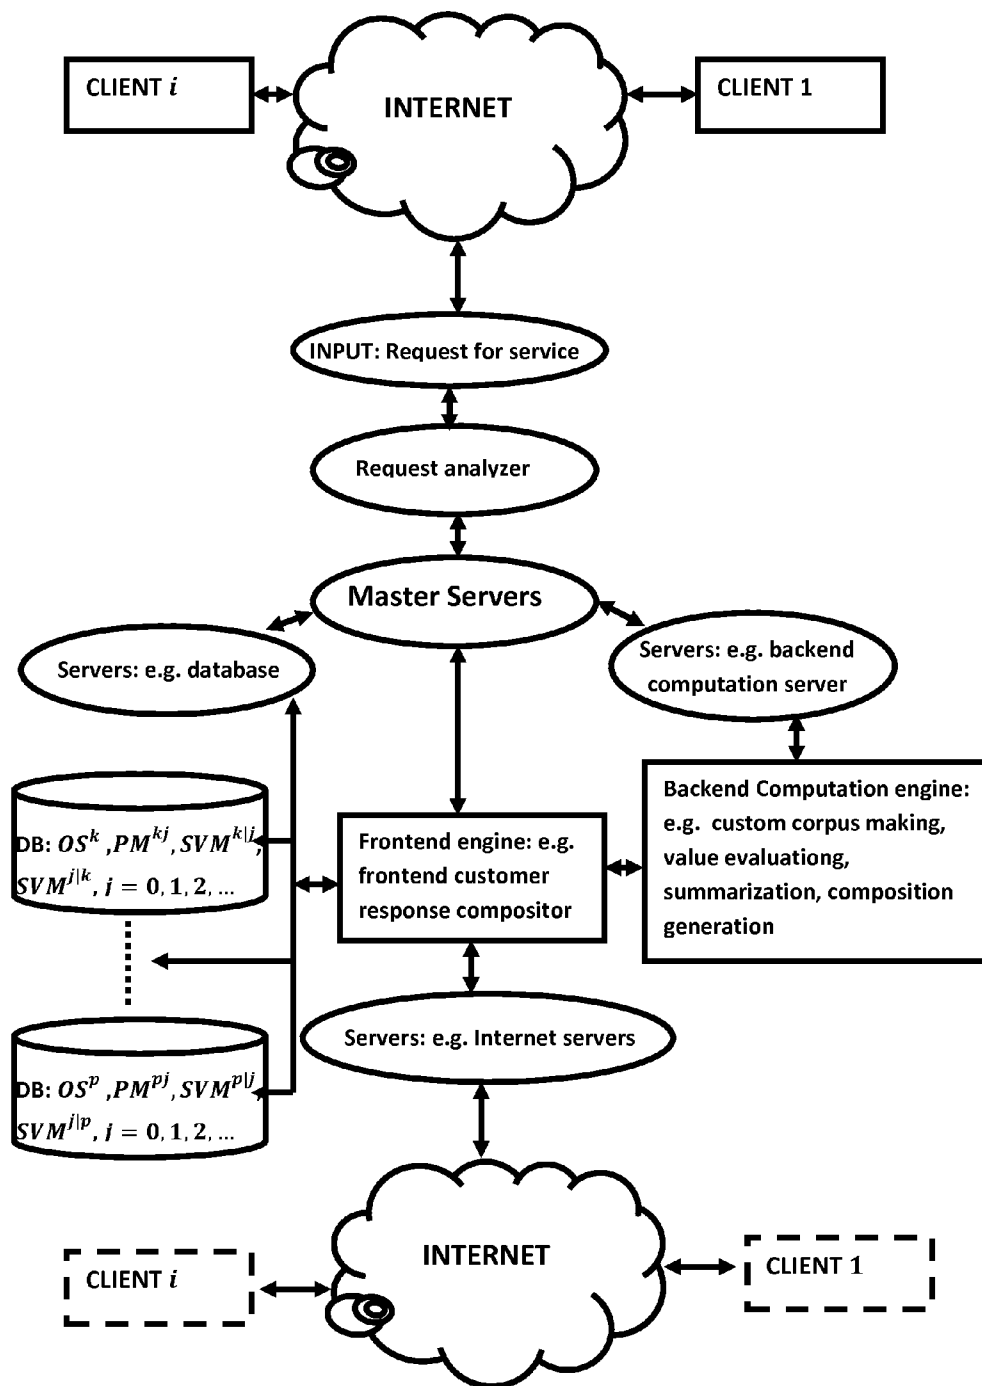 CLIENT i
INTERNET
CLIENT 1
INPUT: Request for service
Request analyzer
Master Servers
Servers: e.g. database
Servers: e.g. backend
computation server
DB: OS^k ,PM^{kj}, SVM^{k|j},
SVM^{j|k}, j = 0, 1, 2, ...
Frontend engine: e.g.
frontend customer
response compositor
Backend Computation engine:
e.g. custom corpus making,
value evaluationg,
summarization, composition
generation
Servers: e.g. Internet servers
DB: OS^p ,PM^{pj}, SVM^{p|j},
SVM^{j|p}, j = 0, 1, 2, ...
CLIENT i
INTERNET
CLIENT 1